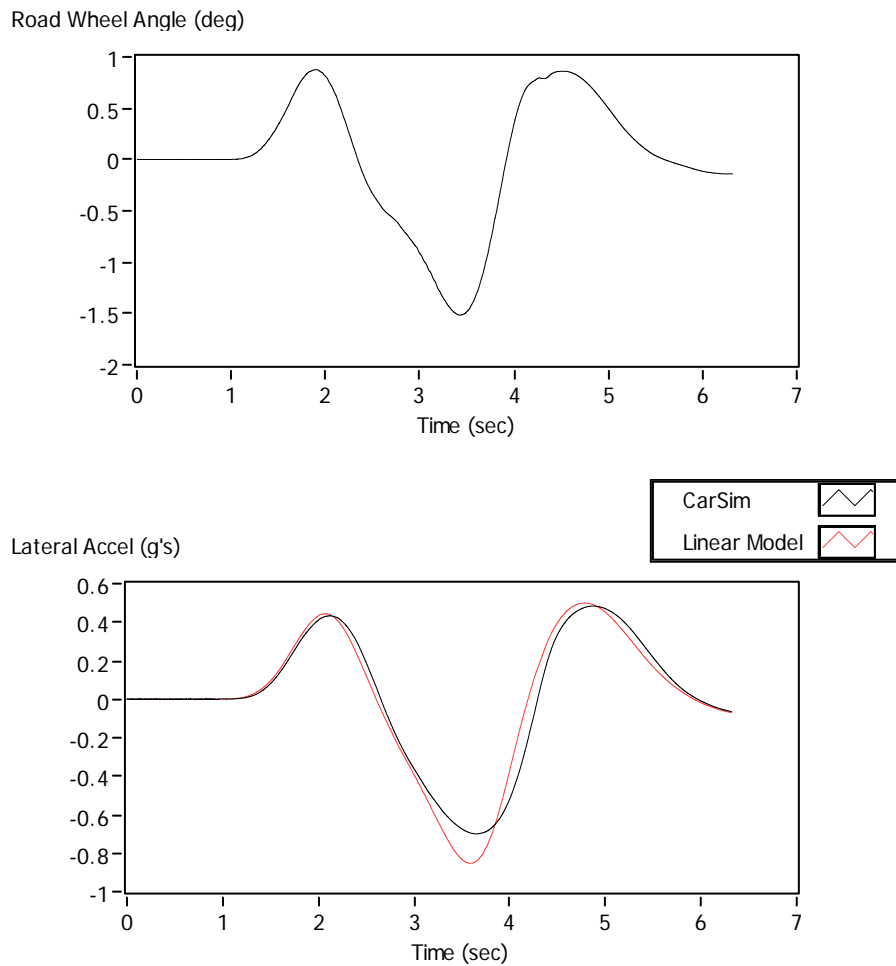 Road Wheel Angle (deg)
1
0.5
0
-0.5
-1
-1.5
-2
0 1 2 3 4 5 6 7
Time (sec)
CarSim
Linear Model
Lateral Accel (g's)
0.6
0.4
0.2
0
-0.2
-0.4
-0.6
-0.8
-1
0 1 2 3 4 5 6 7
Time (sec)